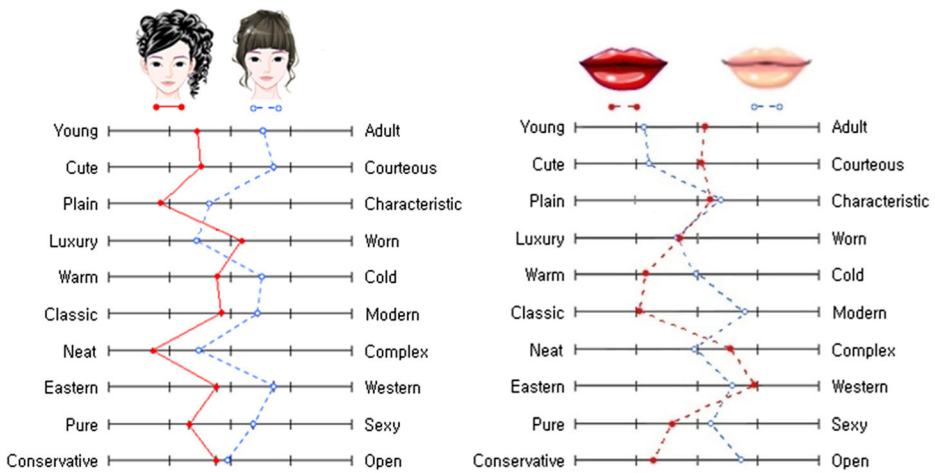 Young Adult
Cute Courteous
Plain Characteristic
Luxury Worn
Warm Cold
Classic Modern
Neat Complex
Eastern Western
Pure Sexy
Conservative Open
Young Adult
Cute Courteous
Plain Characteristic
Luxury Worn
Warm Cold
Classic Modern
Neat Complex
Eastern Western
Pure Sexy
Conservative Open